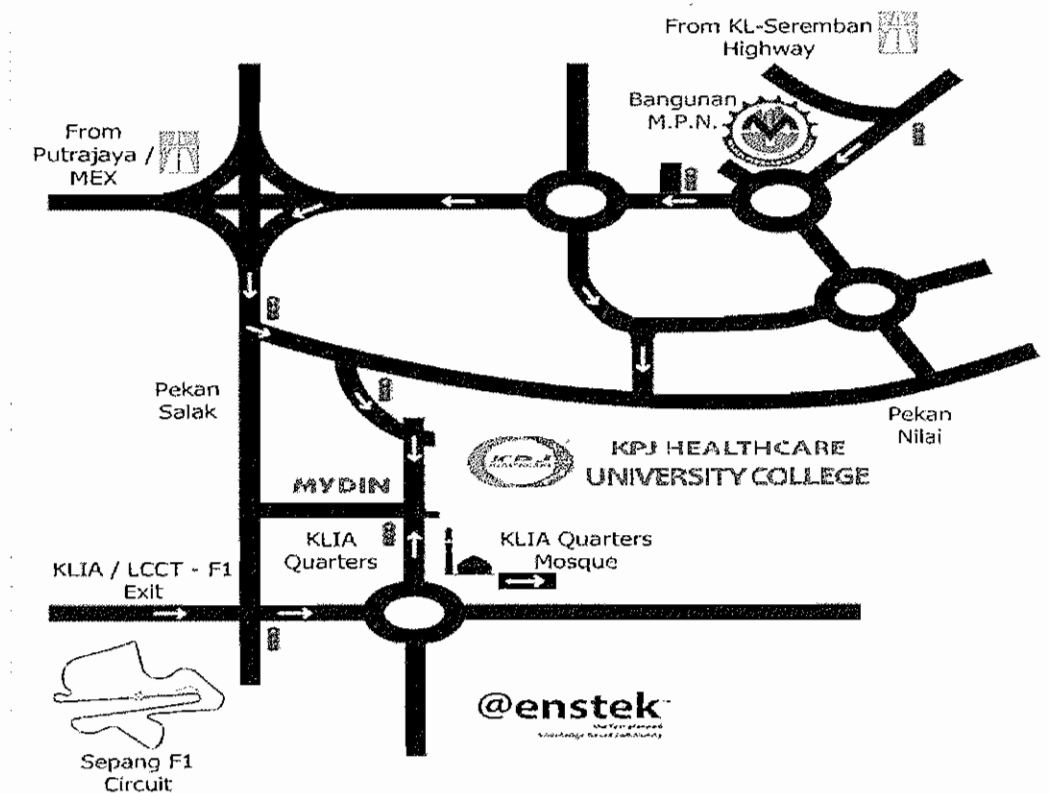 From KL-Seremban
Highway
Bangunan
M.P.N.
From
Putrajaya /
MEX
Pekan
Salak
Pekan
Nilai
KPJ
KPJ HEALTHCARE
UNIVERSITY COLLEGE
MYDIN
KLIA
Quarters
KLIA Quarters
Mosque
KLIA / LCCT - F1
Exit
@enstek
Sepang F1
Circuit